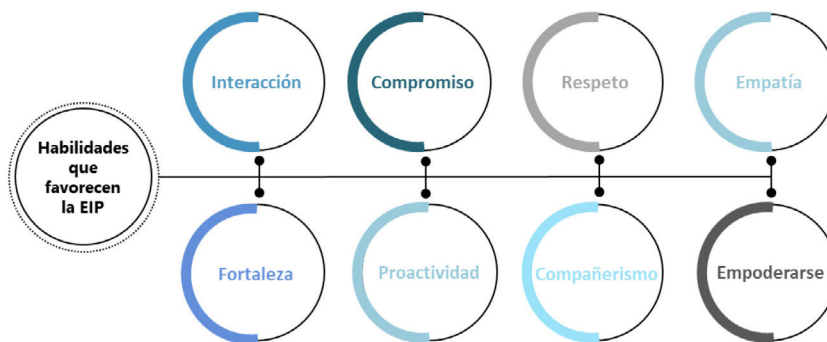 Interacción
Compromiso
Respeto
Empatía
Habilidades
que
favorecen
la EIP
Fortaleza
Proactividad
Compañerismo
Empoderarse